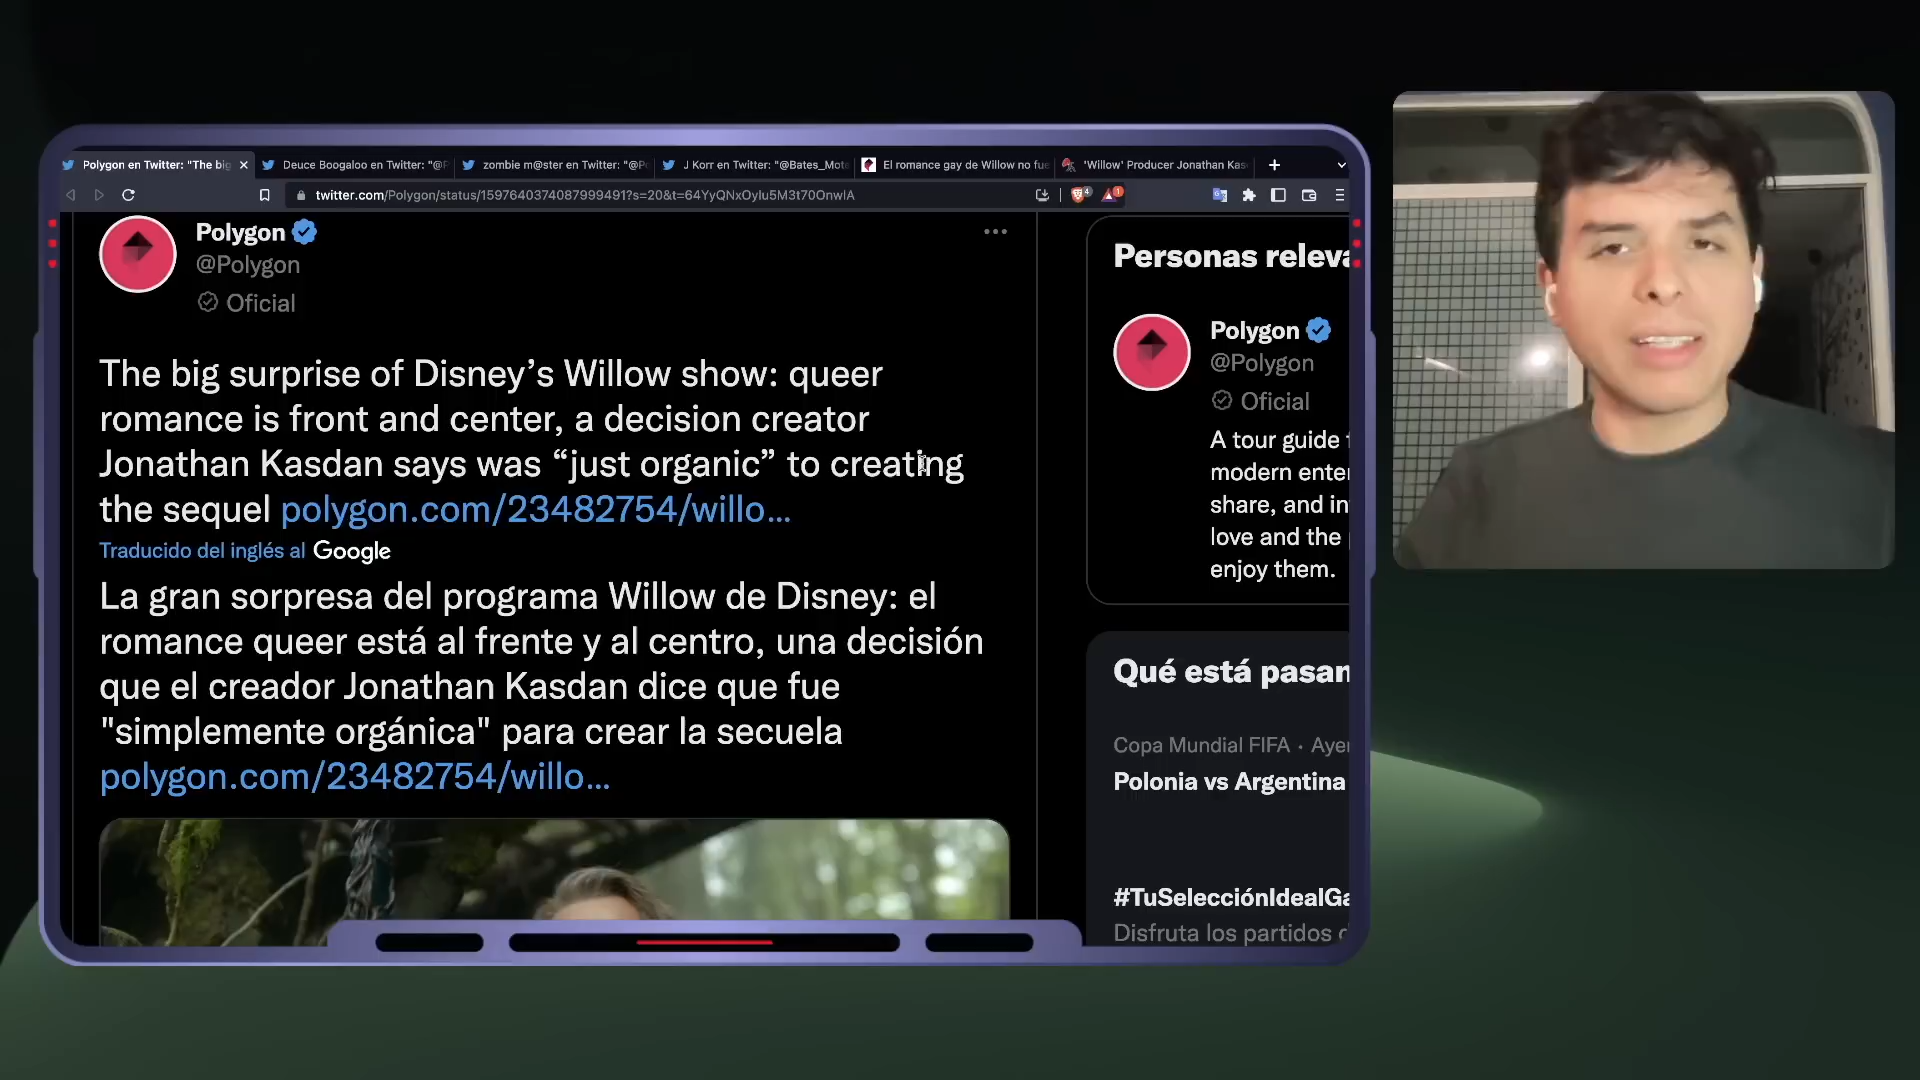 Polygon en Twitter: "The big
Deuce Boogaloo en Twitter: "@P
zombie m@ster en Twitter: "@Po
J Korr en Twitter: "@Bates_Mot
El romance gay de Willow no fue
'Willow' Producer Jonathan Kas
twitter.com/Polygon/status/1597640374087999491?s=20&t=64YyQNxOylu5M3t70OnwIA
4
1
Polygon
@Polygon
Oficial
The big surprise of Disney’s Willow show: queer
romance is front and center, a decision creator
Jonathan Kasdan says was “just organic” to creating
the sequel polygon.com/23482754/willo…
Traducido del inglés al Google
La gran sorpresa del programa Willow de Disney: el
romance queer está al frente y al centro, una decisión
que el creador Jonathan Kasdan dice que fue
"simplemente orgánica" para crear la secuela
polygon.com/23482754/willo…
Personas releva
Polygon
@Polygon
Oficial
A tour guide
modern enter
share, and in
love and the
enjoy them.
Qué está pasan
Copa Mundial FIFA · Ayer
Polonia vs Argentina
#TuSelecciónIdealGa
Disfruta los partidos